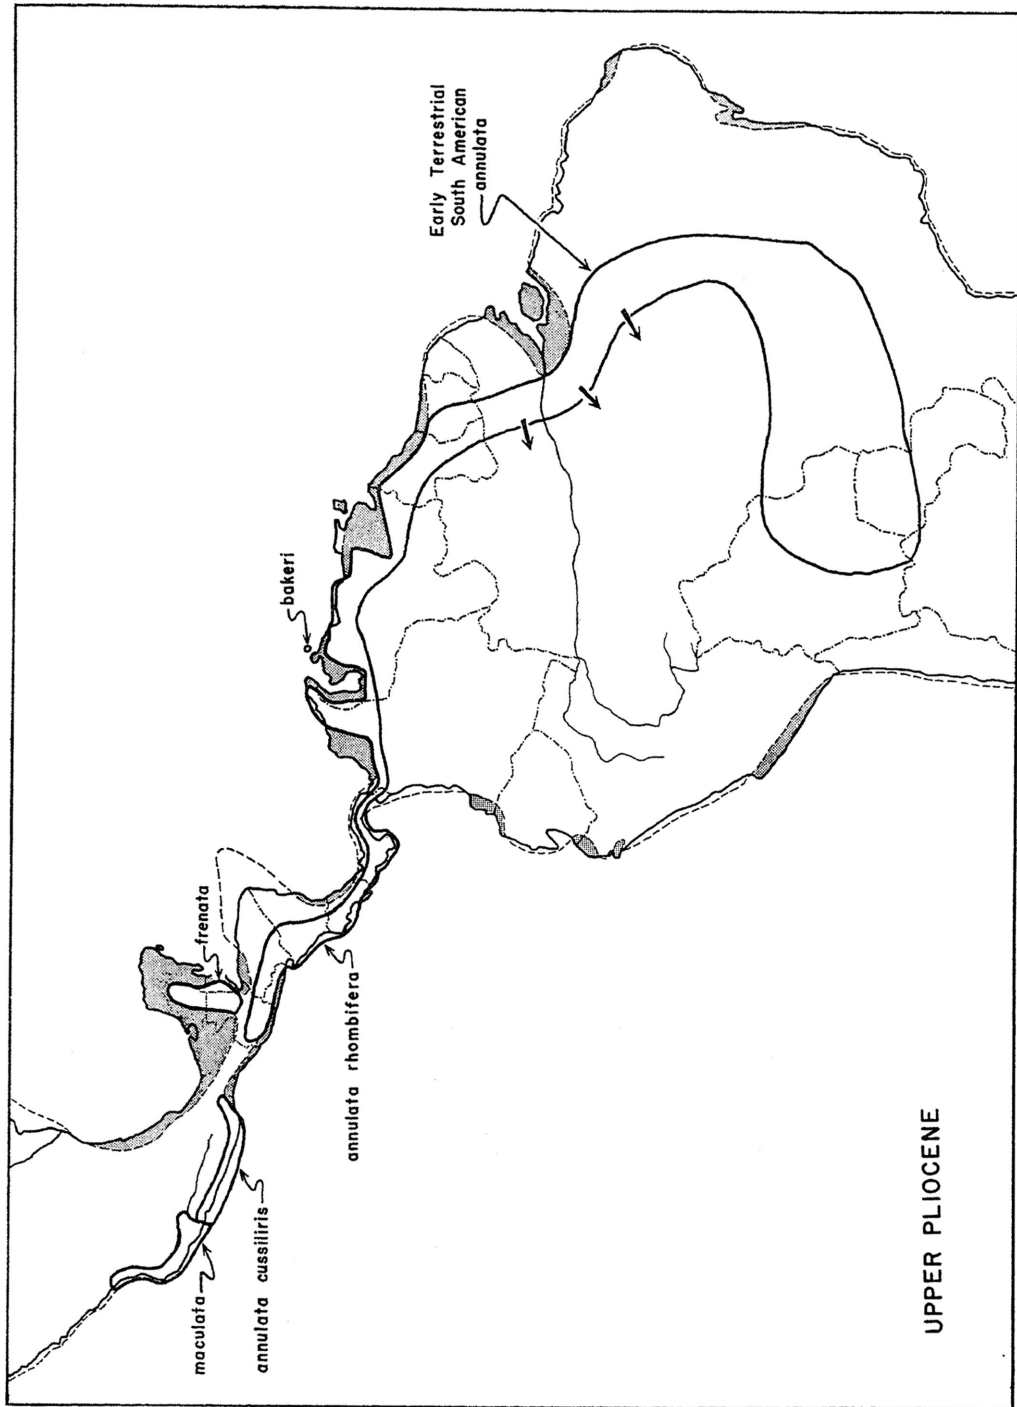 Early Terrestrial
South American
annulata
bakeri
frenata
annulata rhombifera
annulata cussiliris
maculata
UPPER PLIOCENE